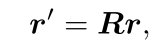 r′ = Rr,